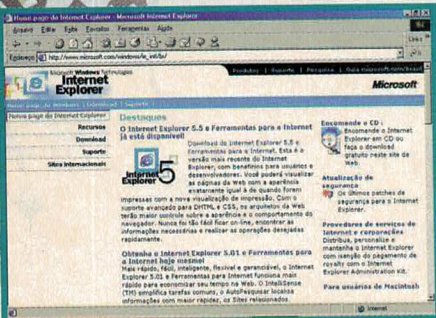 Home page do Internet Explorer - Microsoft Internet Explorer
Arquivo Editar Exibir Favoritos Ferramentas Ajuda
Links
Endereço http://www.microsoft.com/windows/ie_intl/br/
Produtos | Suporte | Pesquisa | Guia microsoft.com/brasil
Microsoft Windows Technologies
Internet
Explorer
Microsoft
Home page do Windows | Download | Suporte
Home page do Internet Explorer
Recursos
Download
Suporte
Sites internacionais
Destaques
O Internet Explorer 5.5 e Ferramentas para a Internet
já está disponível!
Download do Internet Explorer 5.5 e
Ferramentas para a Internet. Esta é a
versão mais recente do Internet
Explorer, com benefícios para usuários e
desenvolvedores. Você poderá visualizar
as páginas da Web com a aparência
exatamente igual à de quando forem
Internet
Explorer 5
impressas com a nova visualização de impressão. Com o
suporte avançado para DHTML e CSS, os arquitetos da Web
terão maior controle sobre a aparência e o comportamento do
navegador. Nunca foi tão fácil ficar on-line, encontrar as
informações necessárias e realizar as operações desejadas
rapidamente.
Obtenha o Internet Explorer 5.01 e Ferramentas para
a Internet hoje mesmo!
Mais rápido, fácil, inteligente, flexível e gerenciável, o Internet
Explorer 5.01 e Ferramentas para a Internet funciona mais
rápido para economizar seu tempo na Web. O IntelliSense
(TM) simplifica tarefas comuns, o AutoPesquisar localiza
informações com maior rapidez, os Sites relacionados
Encomende o CD :
Encomende o Internet
Explorer em CD ou
faça o download
gratuito neste site da
Web.
Atualização de
segurança
Os últimos patches de
segurança para o Internet
Explorer.
Provedores de serviços de
Internet e corporações
Distribua, personalize e
mantenha o Internet Explorer
com isenção do pagamento de
royalty com o Internet
Explorer Administration Kit.
Para usuários de Macintosh
Internet